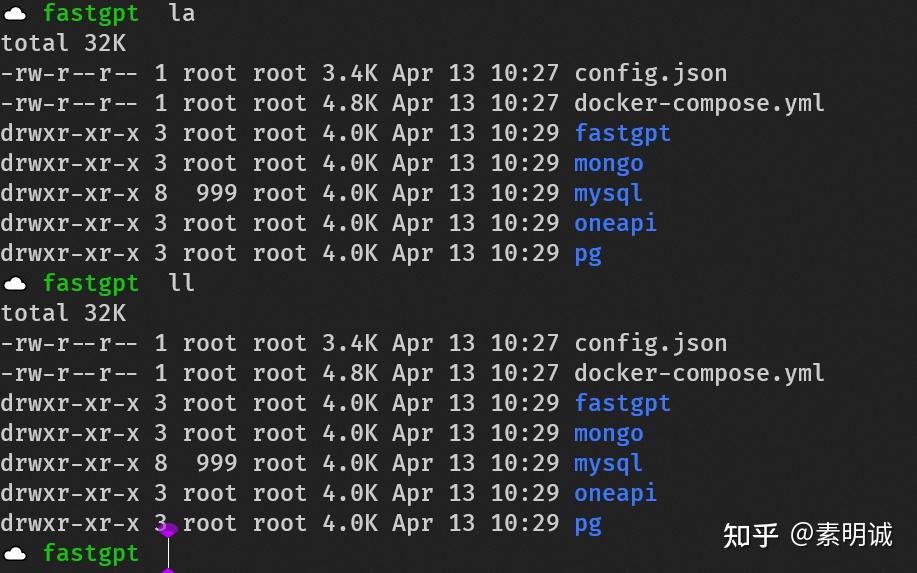 fastgpt la
total 32K
-rw-r--r-- 1 root root 3.4K Apr 13 10:27 config.json
-rw-r--r-- 1 root root 4.8K Apr 13 10:27 docker-compose.yml
drwxr-xr-x 3 root root 4.0K Apr 13 10:29 fastgpt
drwxr-xr-x 3 root root 4.0K Apr 13 10:29 mongo
drwxr-xr-x 8 999 root 4.0K Apr 13 10:29 mysql
drwxr-xr-x 3 root root 4.0K Apr 13 10:29 oneapi
drwxr-xr-x 3 root root 4.0K Apr 13 10:29 pg
fastgpt ll
total 32K
-rw-r--r-- 1 root root 3.4K Apr 13 10:27 config.json
-rw-r--r-- 1 root root 4.8K Apr 13 10:27 docker-compose.yml
drwxr-xr-x 3 root root 4.0K Apr 13 10:29 fastgpt
drwxr-xr-x 3 root root 4.0K Apr 13 10:29 mongo
drwxr-xr-x 8 999 root 4.0K Apr 13 10:29 mysql
drwxr-xr-x 3 root root 4.0K Apr 13 10:29 oneapi
drwxr-xr-x 3 root root 4.0K Apr 13 10:29 pg
fastgpt
知乎 @素明诚